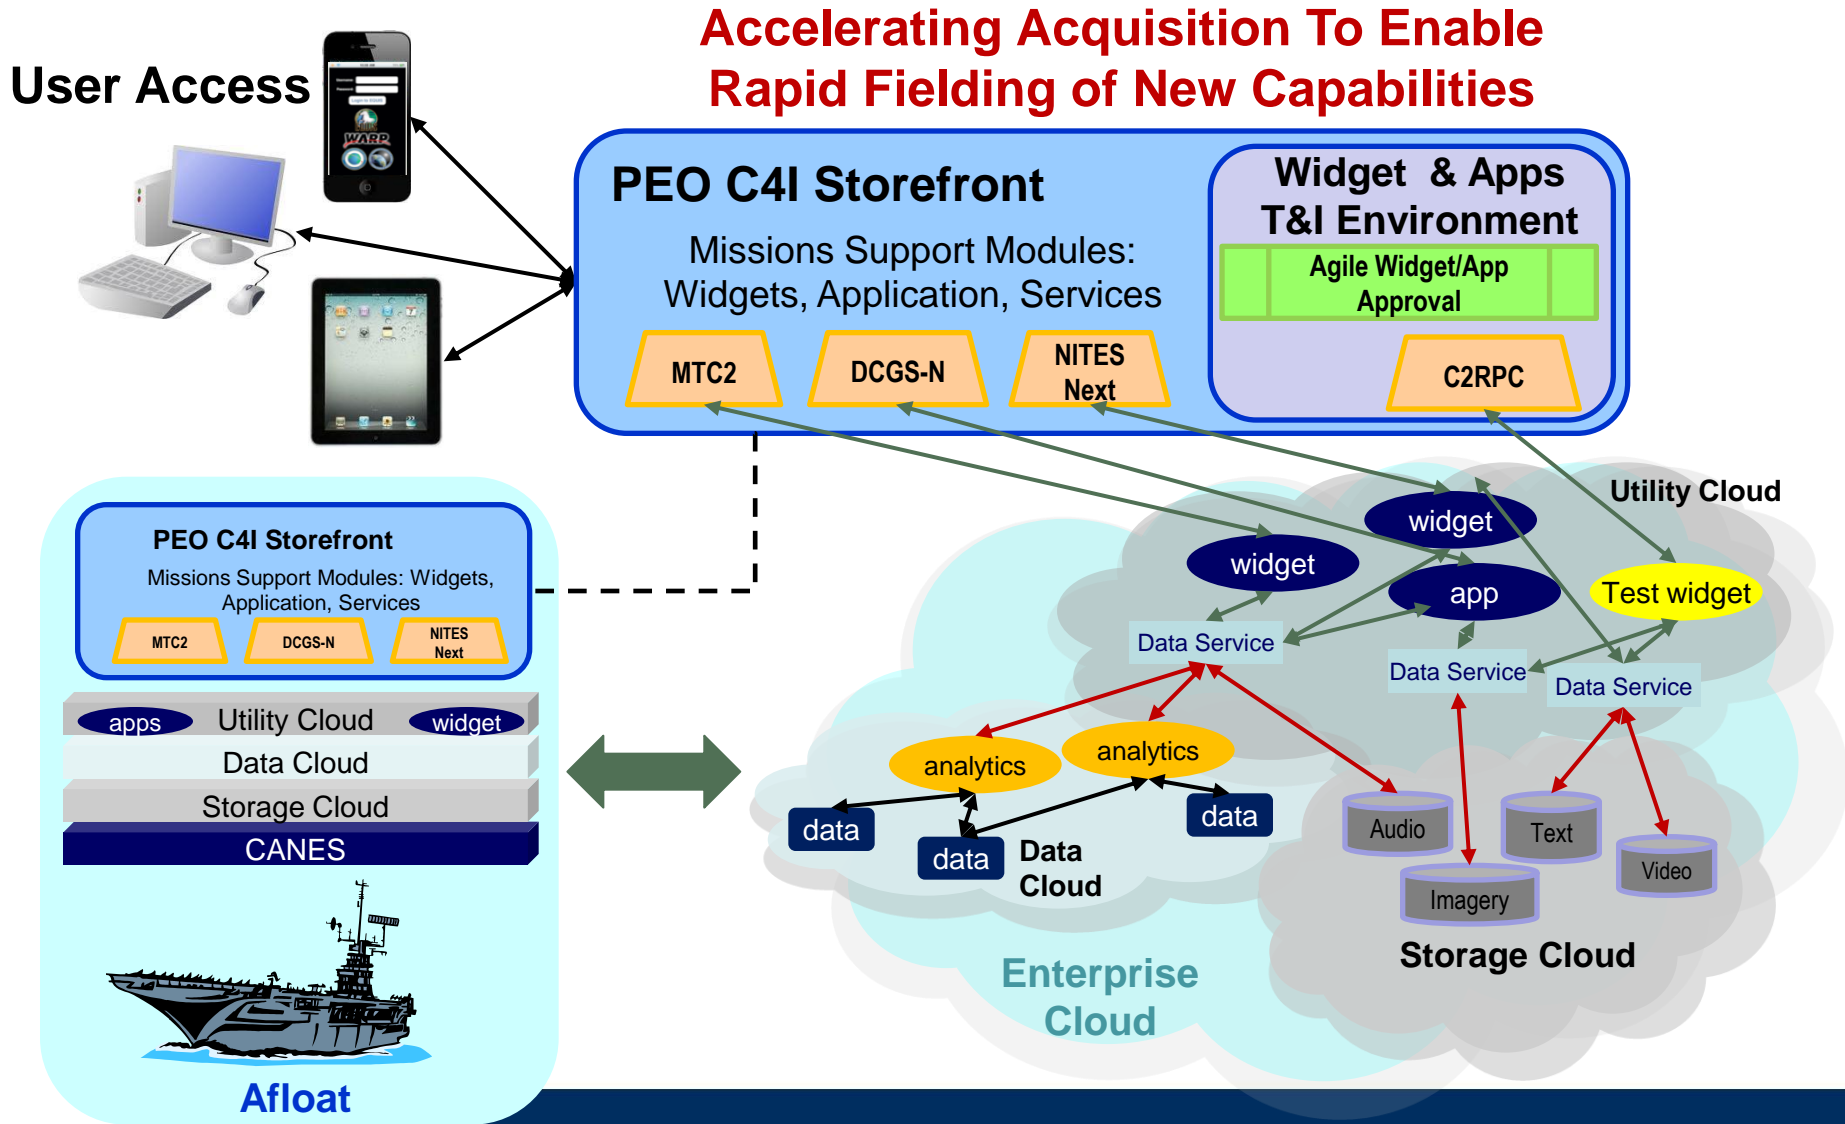 Accelerating Acquisition To Enable
Rapid Fielding of New Capabilities
User Access
WARP
PEO C4I Storefront
Missions Support Modules:
Widgets, Application, Services
MTC2
DCGS-N
NITES
Next
Widget & Apps
T&I Environment
Agile Widget/App
Approval
C2RPC
PEO C4I Storefront
Missions Support Modules: Widgets,
Application, Services
MTC2
DCGS-N
NITES
Next
apps
Utility Cloud
widget
Data Cloud
Storage Cloud
CANES
Afloat
Utility Cloud
widget
widget
app
Test widget
Data Service
Data Service
Data Service
analytics
analytics
data
data
data
Data
Cloud
Audio
Text
Imagery
Video
Storage Cloud
Enterprise
Cloud